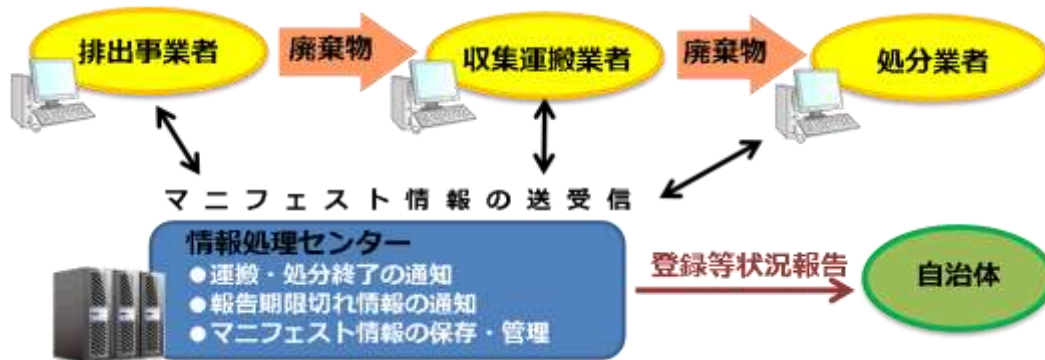 排出事業者
廃棄物
収集運搬業者
廃棄物
処分業者
マニフェスト情報の送受信
情報処理センター
●運搬・処分終了の通知
●報告期限切れ情報の通知
●マニフェスト情報の保存・管理
登録等状況報告
自治体